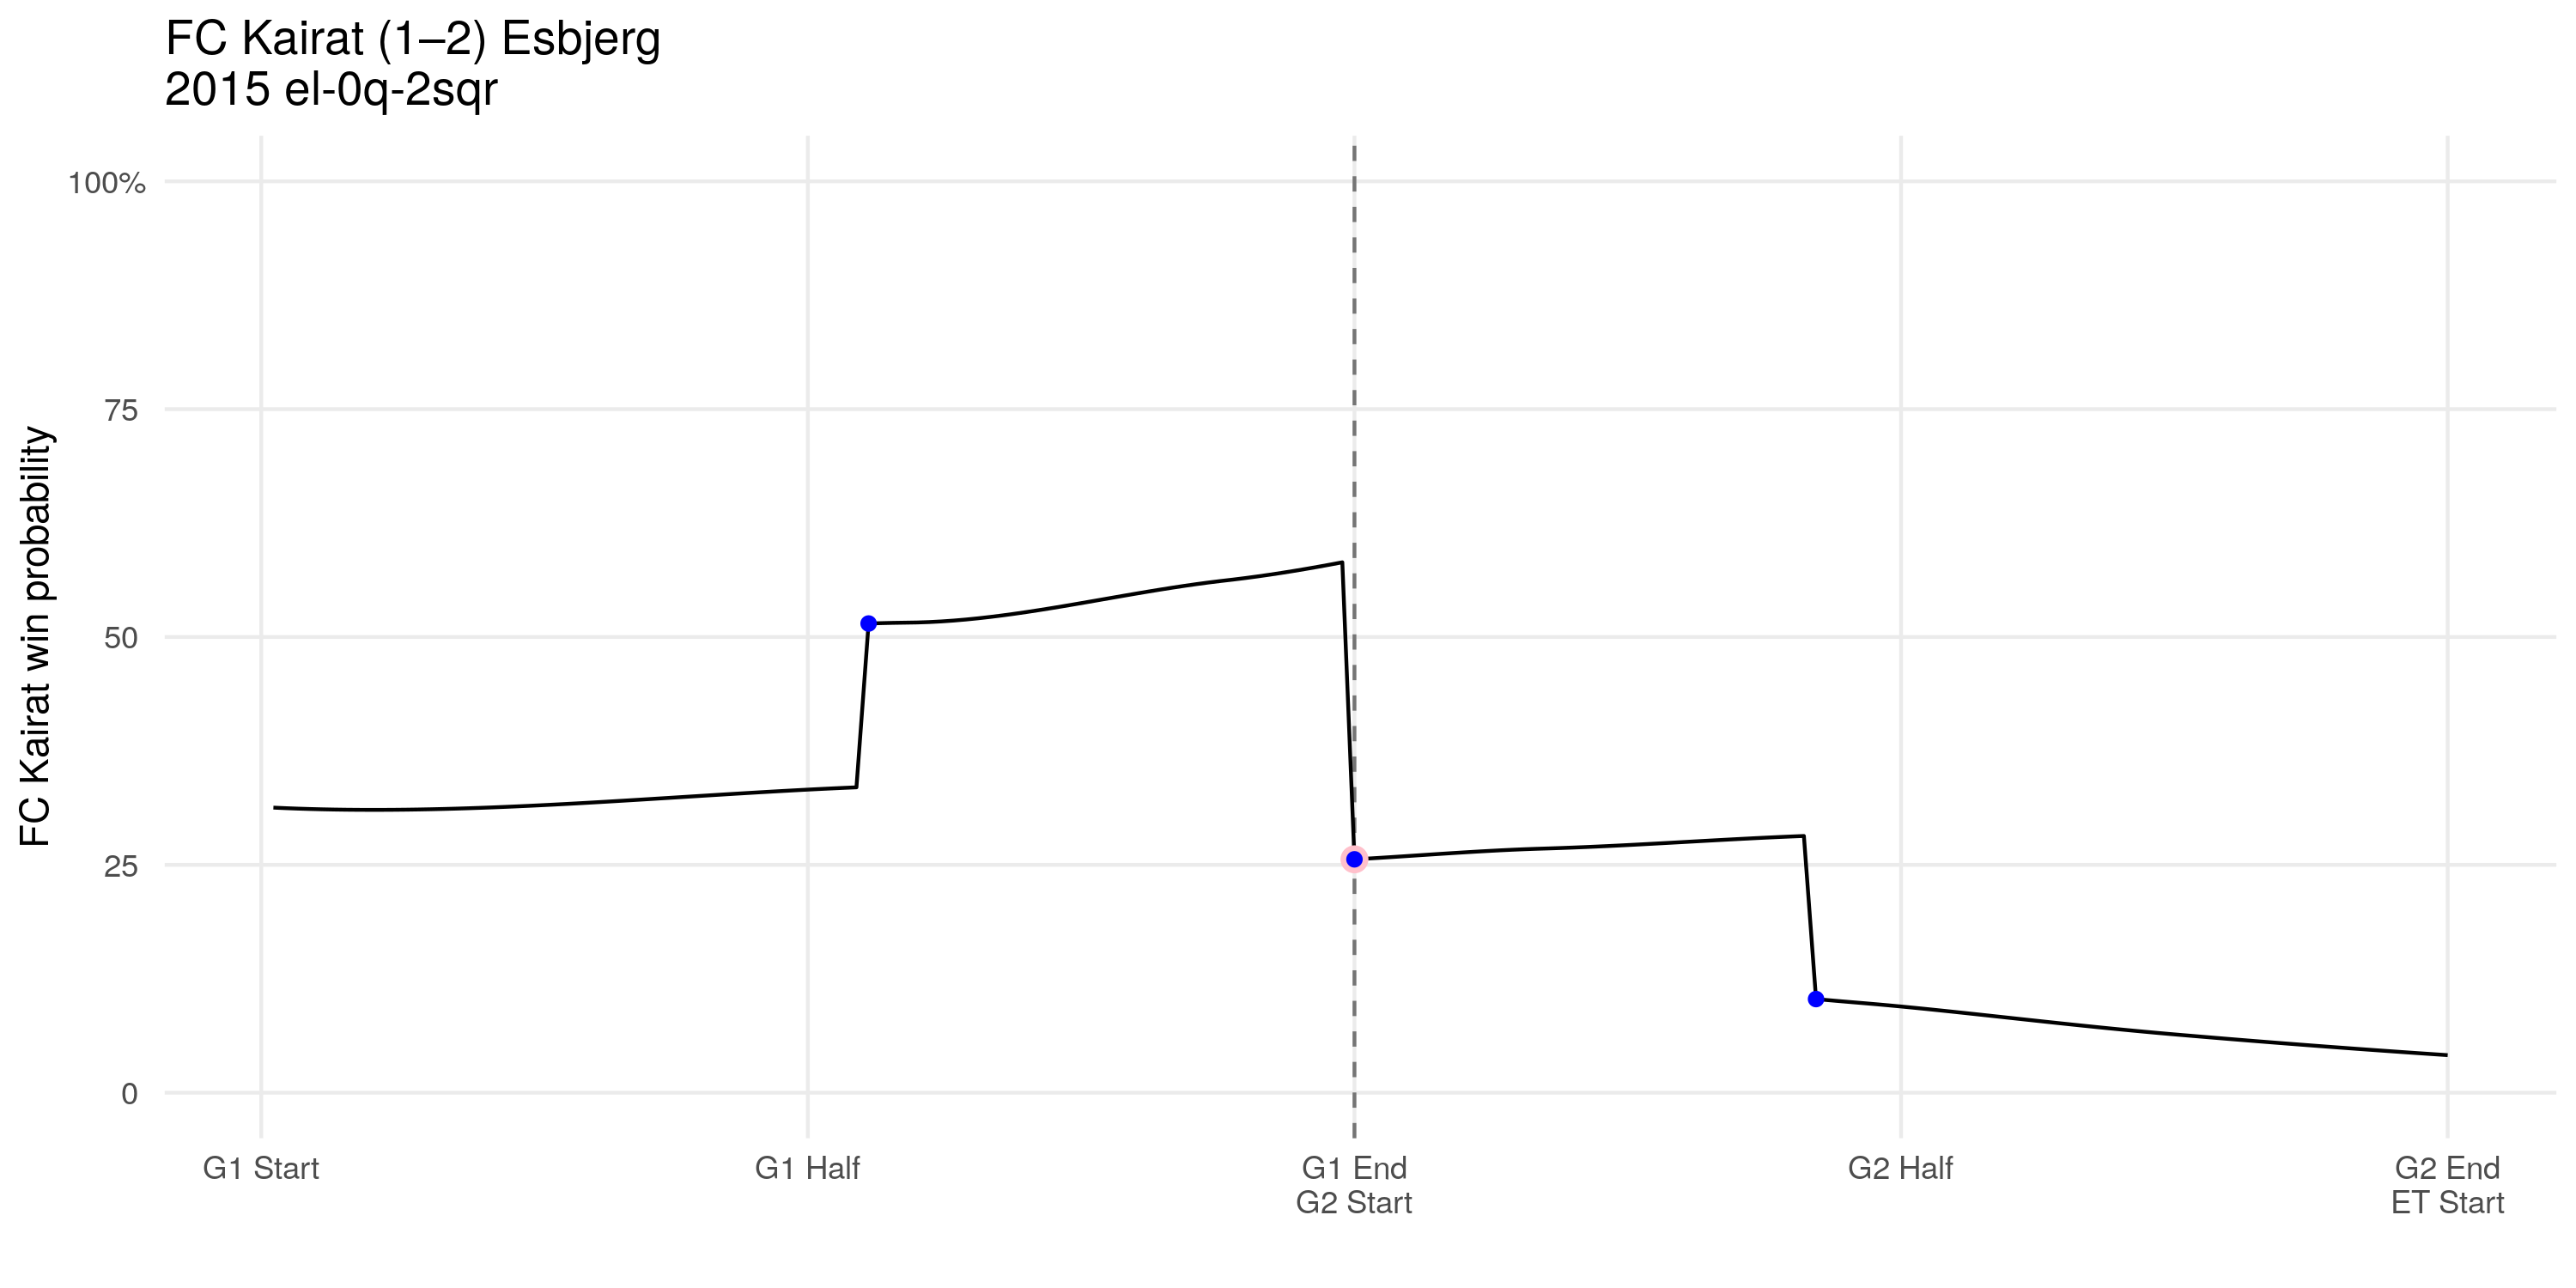 FC Kairat (1–2) Esbjerg
2015 el-0q-2sqr
FC Kairat win probability
100%
75
50
25
0
G1 Start
G1 Half
G1 End
G2 Start
G2 Half
G2 End
ET Start